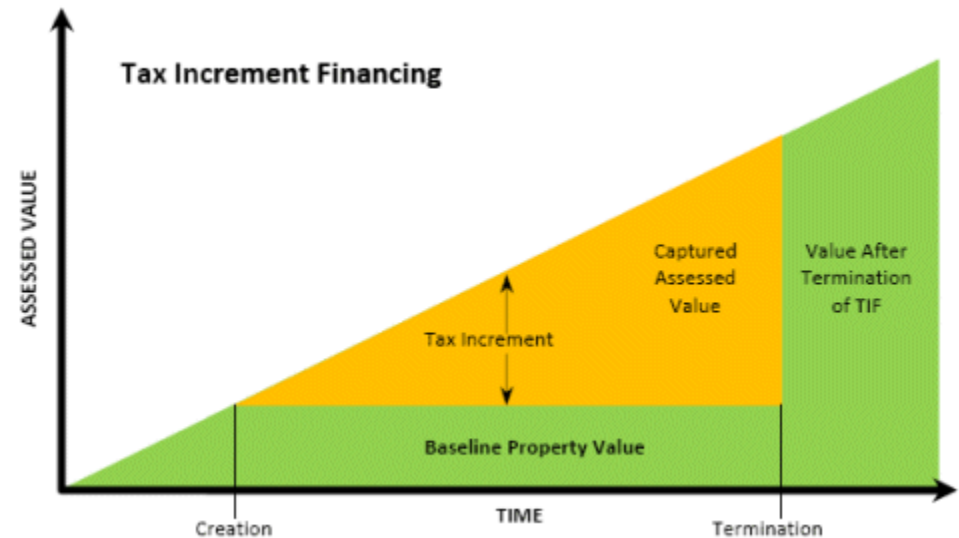 Tax Increment Financing
ASSESSED VALUE
Captured
Assessed
Value
Value After
Termination
of TIF
Tax Increment
Baseline Property Value
Creation
TIME
Termination